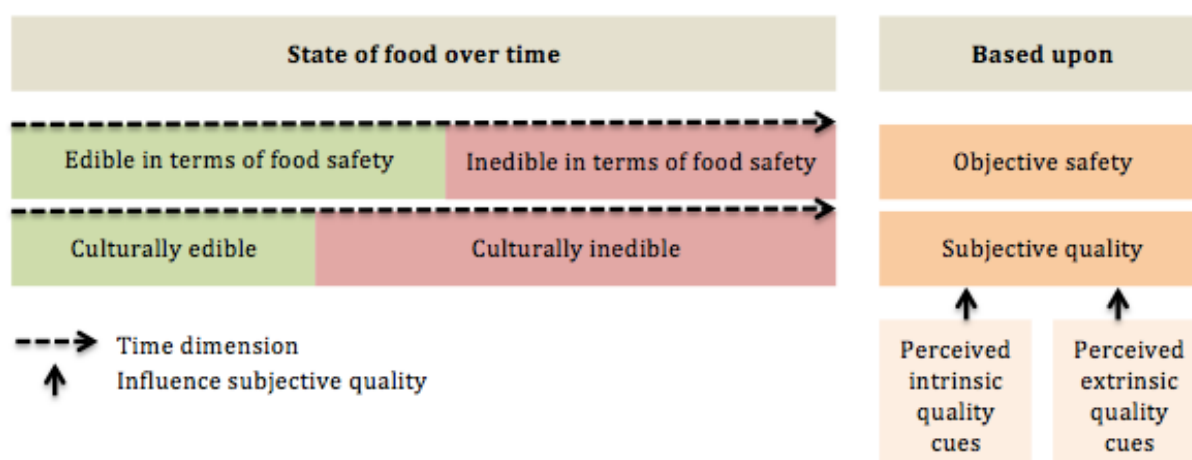 State of food over time
Based upon
Edible in terms of food safety
Inedible in terms of food safety
Objective safety
Culturally edible
Culturally inedible
Subjective quality
Time dimension
Influence subjective quality
Perceived
intrinsic
quality
cues
Perceived
extrinsic
quality
cues